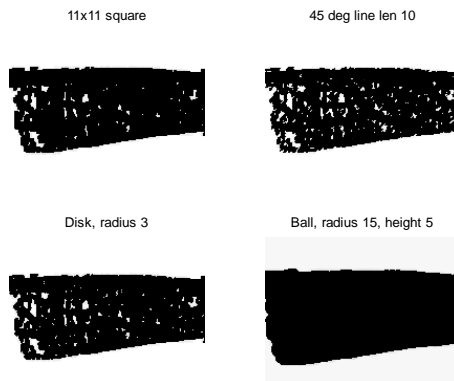 11x11 square
45 deg line len 10
Disk, radius 3
Ball, radius 15, height 5